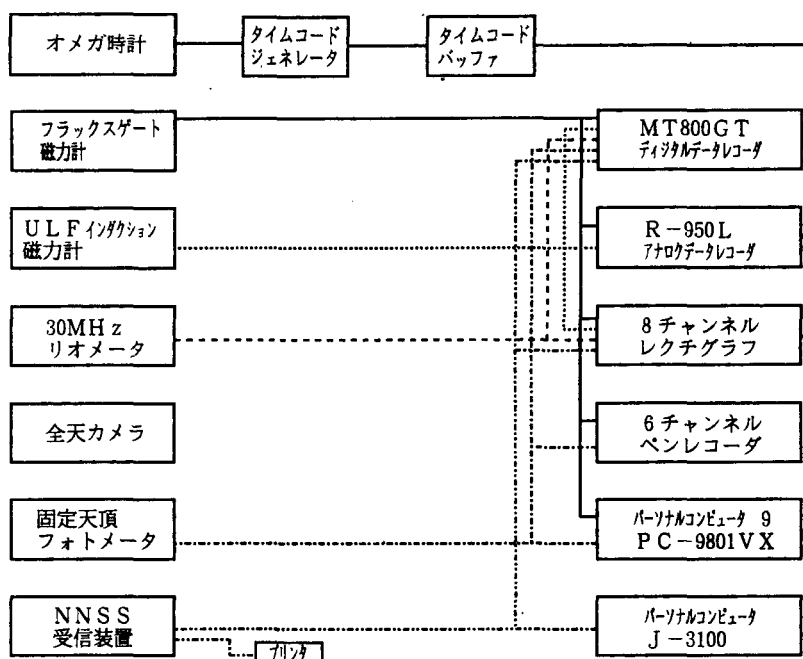 オメガ時計
タイムコード
ジェネレータ
タイムコード
バッファ
フラックスゲート
磁力計
MT800GT
ディジタルデータレコーダ
ULFインダクション
磁力計
R-950L
アナログデータレコーダ
30MHz
リオメータ
8チャンネル
レクチグラフ
全天カメラ
6チャンネル
ペンレコーダ
固定天頂
フォトメータ
パーソナルコンピュータ 9
PC-9801VX
NNSS
受信装置
プリンタ
パーソナルコンピュータ
J-3100